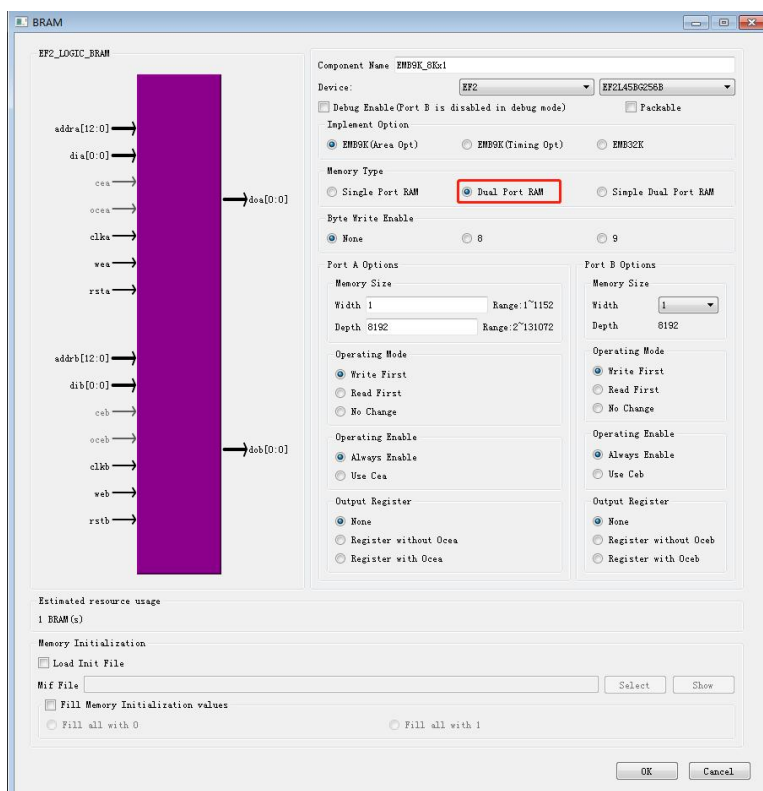 BRAM
EF2_LOGIC_BRAM
addra[12:0]
dia[0:0]
cea
ocea
clka
wea
rsta
doa[0:0]
addrb[12:0]
dib[0:0]
ceb
oceb
clkb
web
rstb
dob[0:0]
Component Name EMB9K_8Kx1
Device: EF2 EF2L45BG256B
Debug Enable(Port B is disabled in debug mode) Packable
Implement Option
EMB9K(Area Opt) EMB9K(Timing Opt) EMB32K
Memory Type
Single Port RAM Dual Port RAM Simple Dual Port RAM
Byte Write Enable
None 8 9
Port A Options
Memory Size
Width 1 Range:1~1152
Depth 8192 Range:2~131072
Operating Mode
Write First
Read First
No Change
Operating Enable
Always Enable
Use Cea
Output Register
None
Register without Ocea
Register with Ocea
Port B Options
Memory Size
Width 1
Depth 8192
Operating Mode
Write First
Read First
No Change
Operating Enable
Always Enable
Use Ceb
Output Register
None
Register without Oceb
Register with Oceb
Estimated resource usage
1 BRAM(s)
Memory Initialization
Load Init File
Mif File Select Show
Fill Memory Initialization values
Fill all with 0 Fill all with 1
OK Cancel